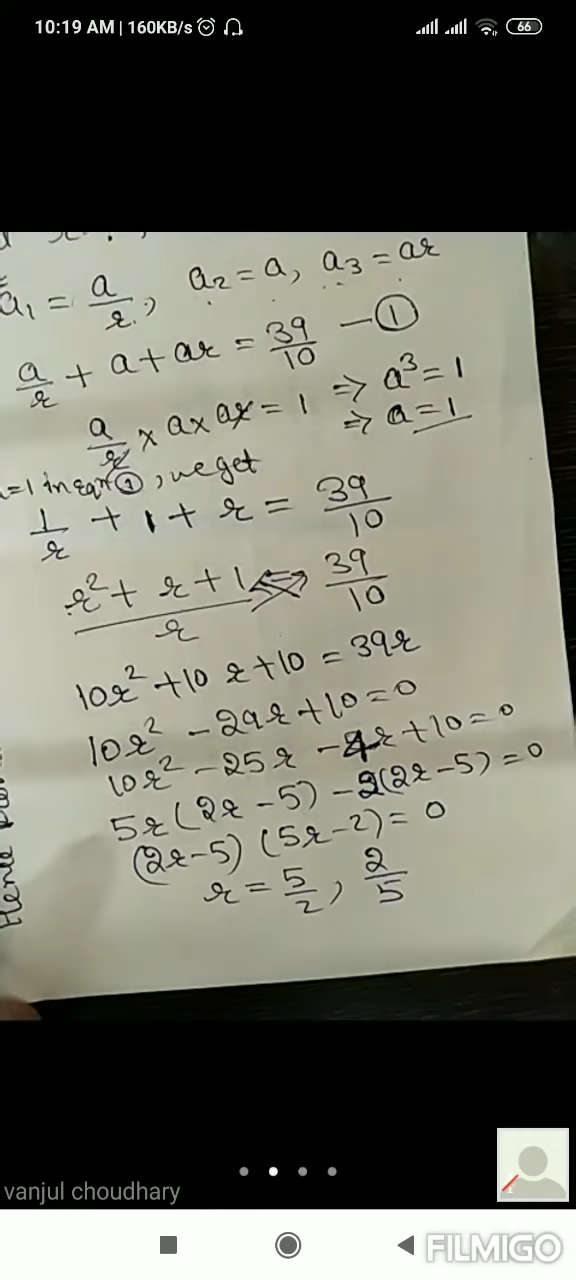 10:19 AM | 160KB/s
66
a₁ = a/r, a₂ = a, a₃ = ar
a/r + a + ar = 39/10 — ①
a/r × a × ar = 1 ⇒ a³ = 1
⇒ a = 1
=1 in eqn ①, we get
1/r + 1 + r = 39/10
(r² + r + 1)/r = 39/10
10r² + 10r + 10 = 39r
10r² - 29r + 10 = 0
10r² - 25r - 4r + 10 = 0
5r(2r - 5) - 2(2r - 5) = 0
(2r - 5) (5r - 2) = 0
r = 5/2, 2/5
Hence
vanjul choudhary
FILMIGO